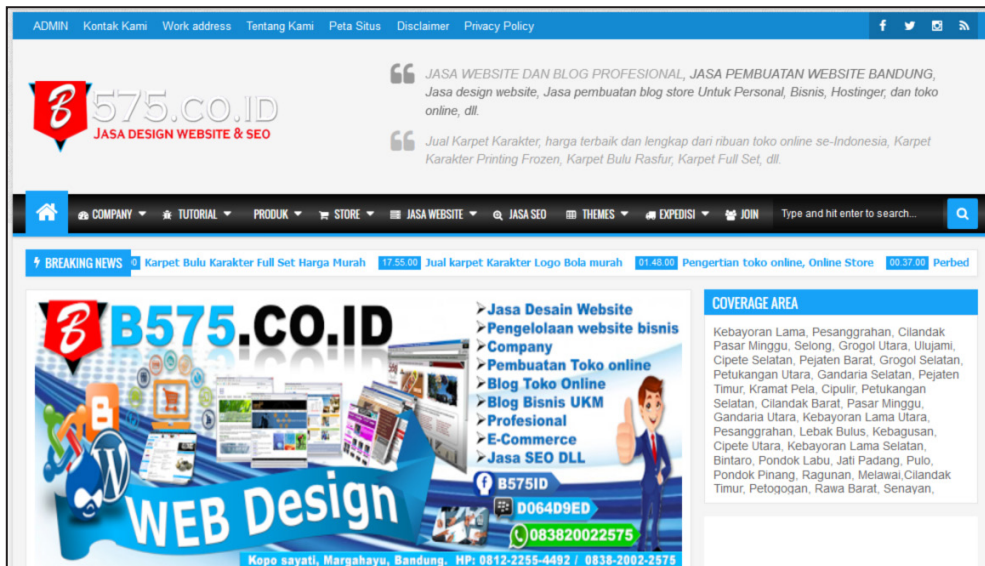 ADMIN Kontak Kami Work address Tentang Kami Peta Situs Disclaimer Privacy Policy
B575.CO.ID
JASA DESIGN WEBSITE & SEO
JASA WEBSITE DAN BLOG PROFESIONAL, JASA PEMBUATAN WEBSITE BANDUNG,
Jasa design website, Jasa pembuatan blog store Untuk Personal, Bisnis, Hostinger, dan toko
online, dll.
Jual Karpet Karakter, harga terbaik dan lengkap dari ribuan toko online se-Indonesia, Karpet
Karakter Printing Frozen, Karpet Bulu Rasfur, Karpet Full Set, dll.
COMPANY TUTORIAL PRODUK STORE JASA WEBSITE JASA SEO THEMES EXPEDISI JOIN Type and hit enter to search...
BREAKING NEWS Karpet Bulu Karakter Full Set Harga Murah 17.55.00 Jual karpet Karakter Logo Bola murah 01.48.00 Pengertian toko online, Online Store 00.37.00 Perbed
B B575.CO.ID
➢Jasa Desain Website
➢Pengelolaan website bisnis
➢Company
➢Pembuatan Toko online
➢Blog Toko Online
➢Blog Bisnis UKM
➢Profesional
➢E-Commerce
➢Jasa SEO DLL
B575ID
D064D9ED
083820022575
WEB Design
Kopo sayati, Margahayu, Bandung. HP: 0812-2255-4492 / 0838-2002-2575
COVERAGE AREA
Kebayoran Lama, Pesanggrahan, Cilandak
Pasar Minggu, Selong, Grogol Utara, Ulujami,
Cipete Selatan, Pejaten Barat, Grogol Selatan,
Petukangan Utara, Gandaria Selatan, Pejaten
Timur, Kramat Pela, Cipulir, Petukangan
Selatan, Cilandak Barat, Pasar Minggu,
Gandaria Utara, Kebayoran Lama Utara,
Pesanggrahan, Lebak Bulus, Kebagusan,
Cipete Utara, Kebayoran Lama Selatan,
Bintaro, Pondok Labu, Jati Padang, Pulo,
Pondok Pinang, Ragunan, Melawai,Cilandak
Timur, Petogogan, Rawa Barat, Senayan,